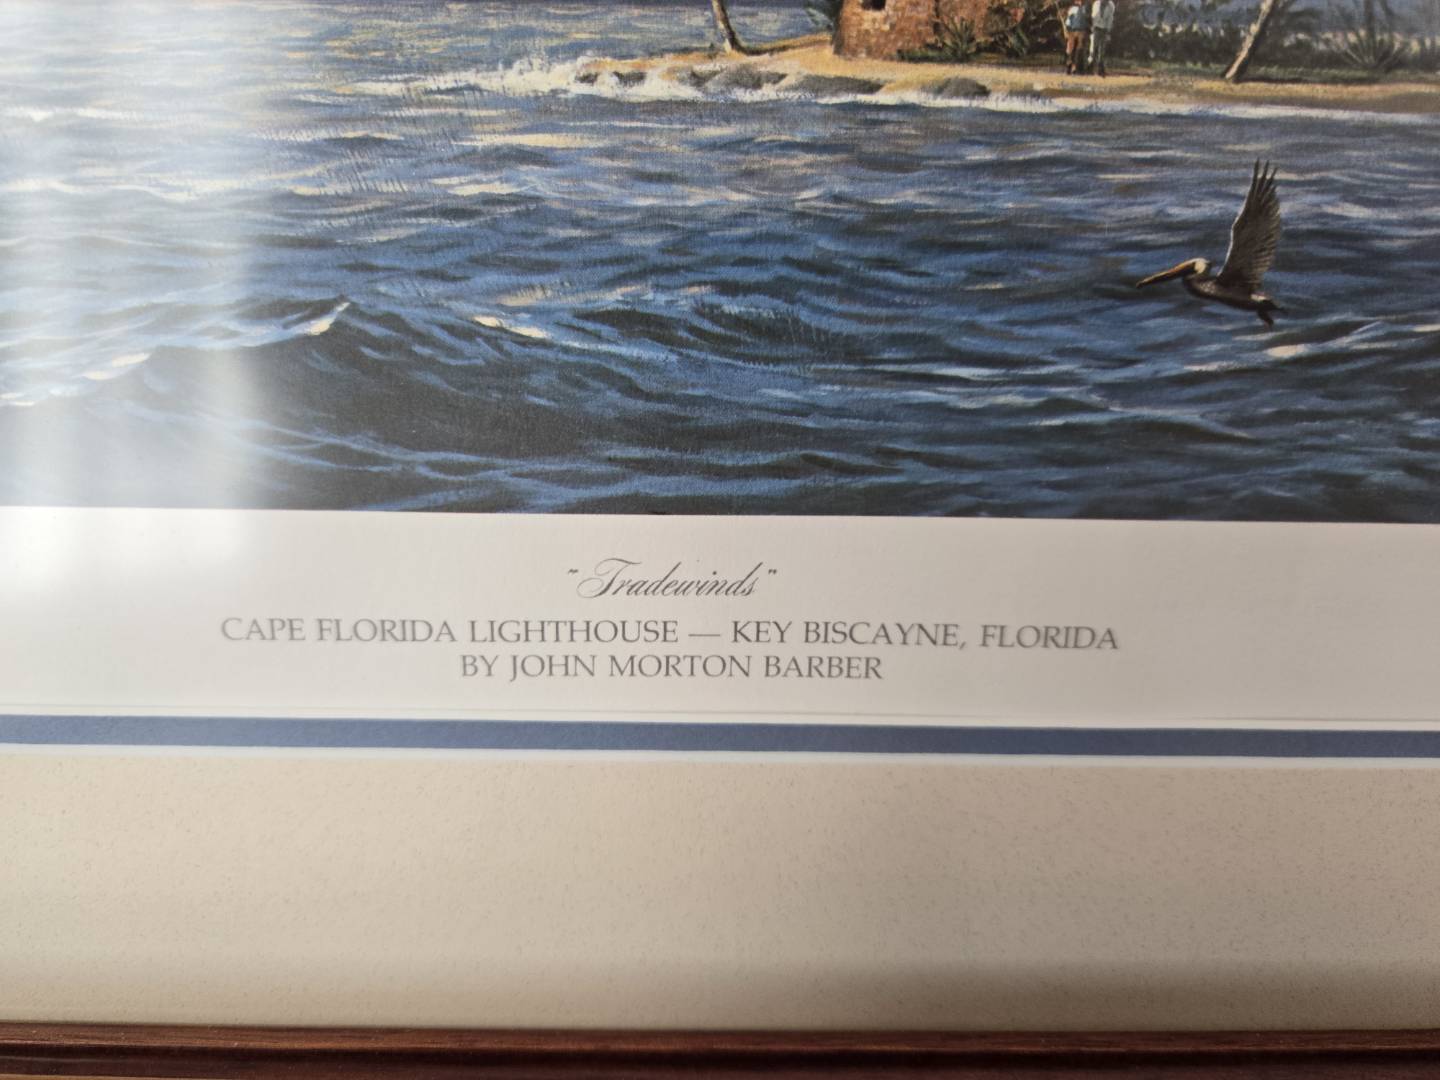 "Tradewinds"
CAPE FLORIDA LIGHTHOUSE — KEY BISCAYNE, FLORIDA
BY JOHN MORTON BARBER